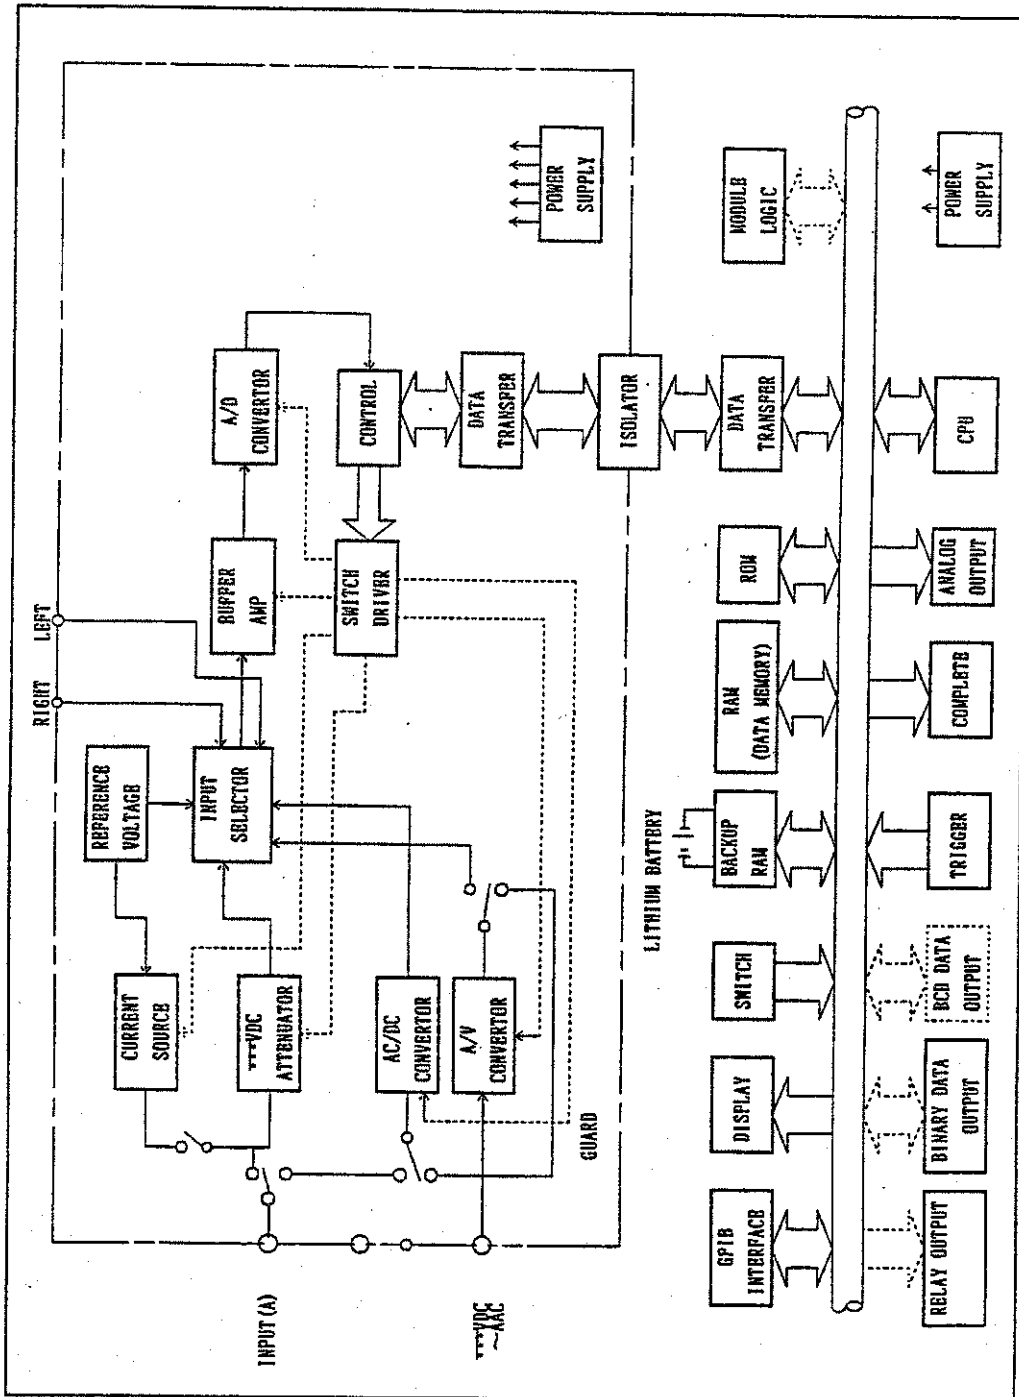 RIGHT
LEFT
REFERENCE
VOLTAGE
CURRENT
SOURCE
INPUT
SELECTOR
BUFFER
AMP
A/D
CONVERTOR
INPUT(A)
⎓VDC
ATTENUATOR
SWITCH
DRIVER
CONTROL
AC/DC
CONVERTOR
A/V
CONVERTOR
DATA
TRANSFER
⎓VDC
~AAC
POWER
SUPPLY
GUARD
ISOLATOR
LITHIUM BATTERY
GPIB
INTERFACE
DISPLAY
SWITCH
BACKUP
RAM
RAM
(DATA MEMORY)
ROM
DATA
TRANSFER
MODULE
LOGIC
RELAY OUTPUT
BINARY DATA
OUTPUT
BCD DATA
OUTPUT
TRIGGER
COMPLETE
ANALOG
OUTPUT
CPU
POWER
SUPPLY